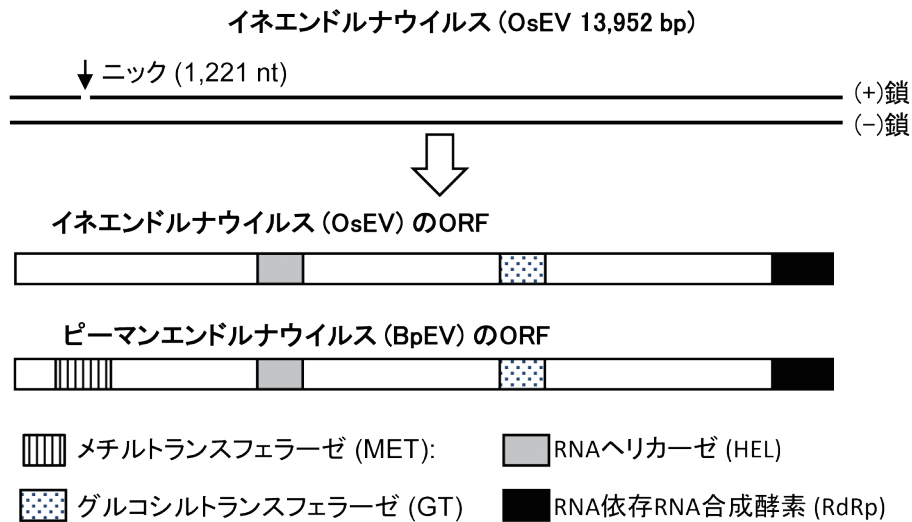 イネエンドルナウイルス (OsEV 13,952 bp)
ニック (1,221 nt)
(+)鎖
(−)鎖
イネエンドルナウイルス (OsEV) のORF
ピーマンエンドルナウイルス (BpEV) のORF
メチルトランスフェラーゼ (MET):
RNAヘリカーゼ (HEL)
グルコシルトランスフェラーゼ (GT)
RNA依存RNA合成酵素 (RdRp)